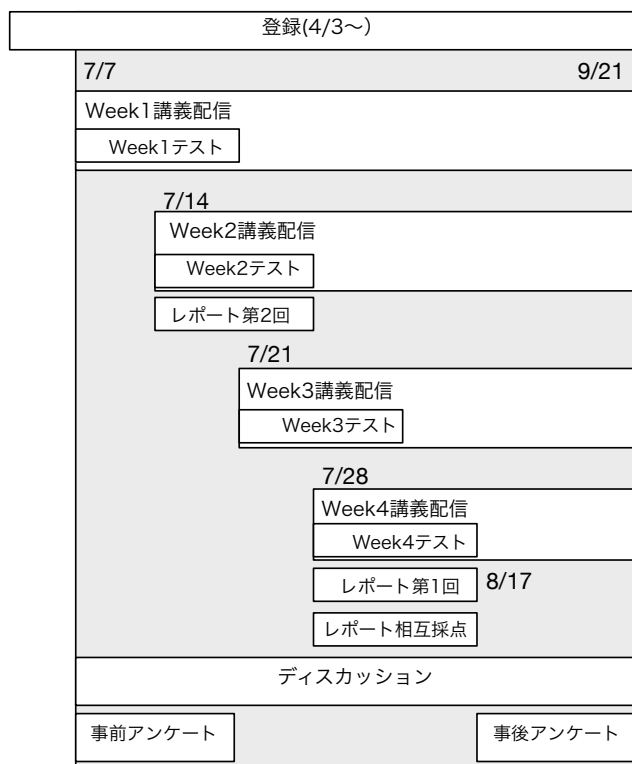 登録(4/3〜)
7/7
9/21
Week1講義配信
Week1テスト
7/14
Week2講義配信
Week2テスト
レポート第2回
7/21
Week3講義配信
Week3テスト
7/28
Week4講義配信
Week4テスト
レポート第1回
8/17
レポート相互採点
ディスカッション
事前アンケート
事後アンケート